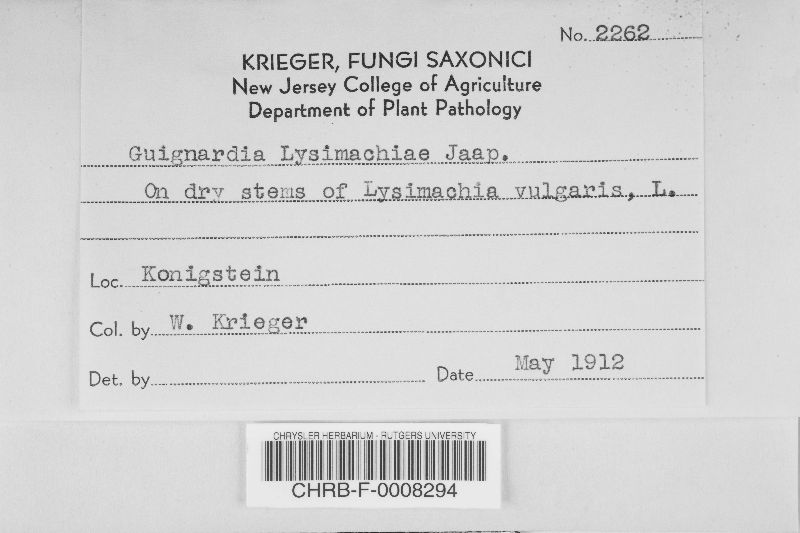 No. 2262
KRIEGER, FUNGI SAXONICI
New Jersey College of Agriculture
Department of Plant Pathology
Guignardia Lysimachiae Jaap.
On dry stems of Lysimachia vulgaris, L.
Loc. Konigstein
Col. by W. Krieger
Det. by
Date May 1912
CHRYSLER HERBARIUM - RUTGERS UNIVERSITY
CHRB-F-0008294